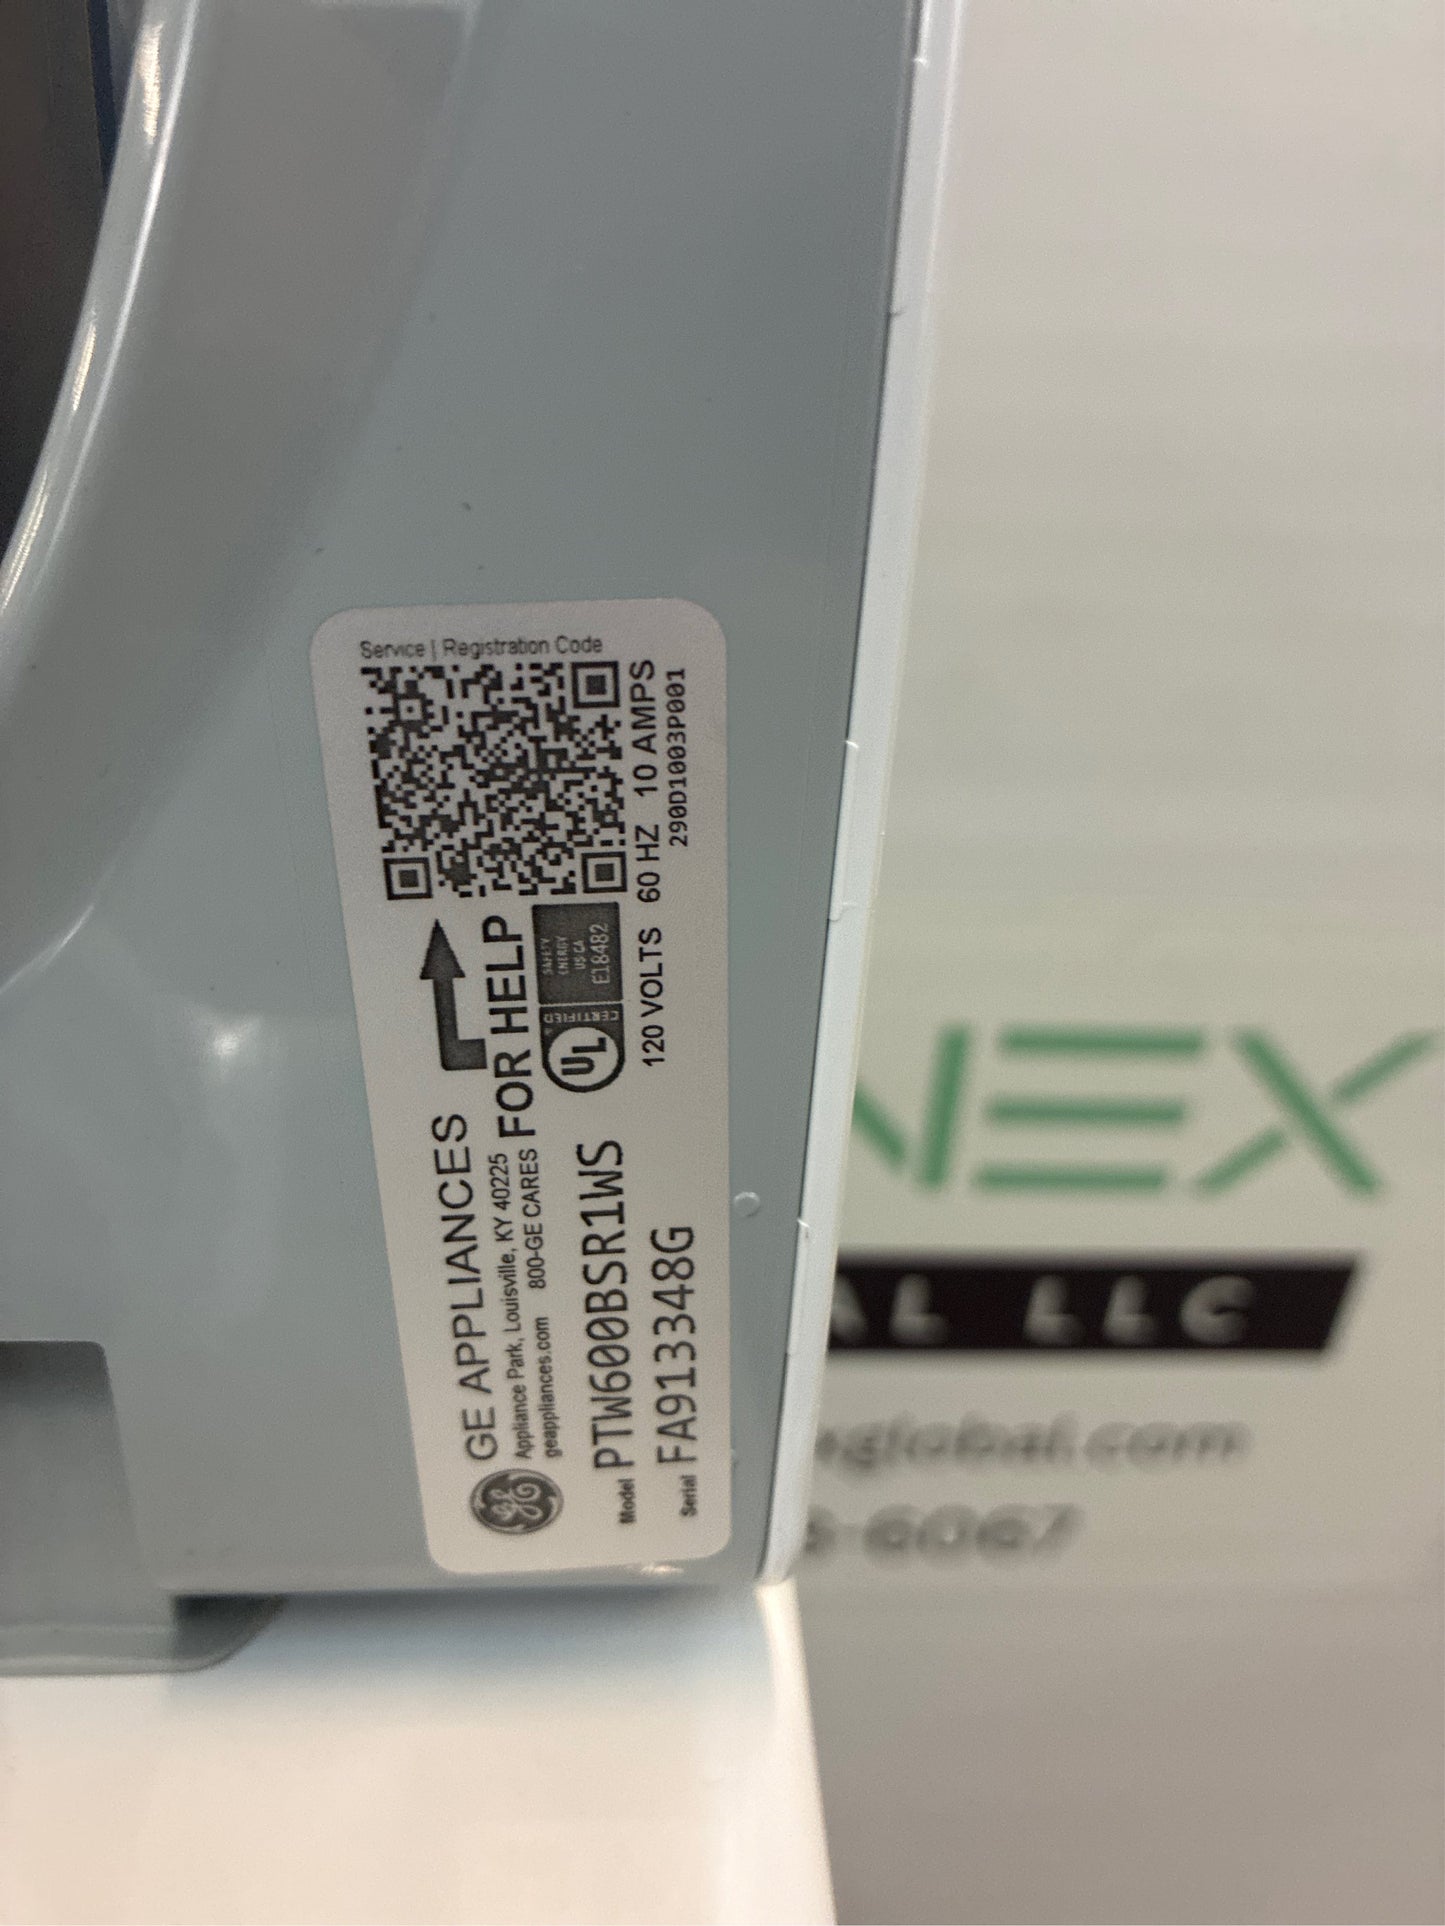 Service | Registration Code
GE APPLIANCES
Appliance Park, Louisville, KY 40225
geappliances.com 800-GE CARES
FOR HELP
UL
CERTIFIED
SAFETY
ENERGY
US CA
E18482
Model PTW600BSR1WS
Serial FA913348G
120 VOLTS 60 HZ 10 AMPS
290D1003P001
NEX
AL LLC
global.com
6067